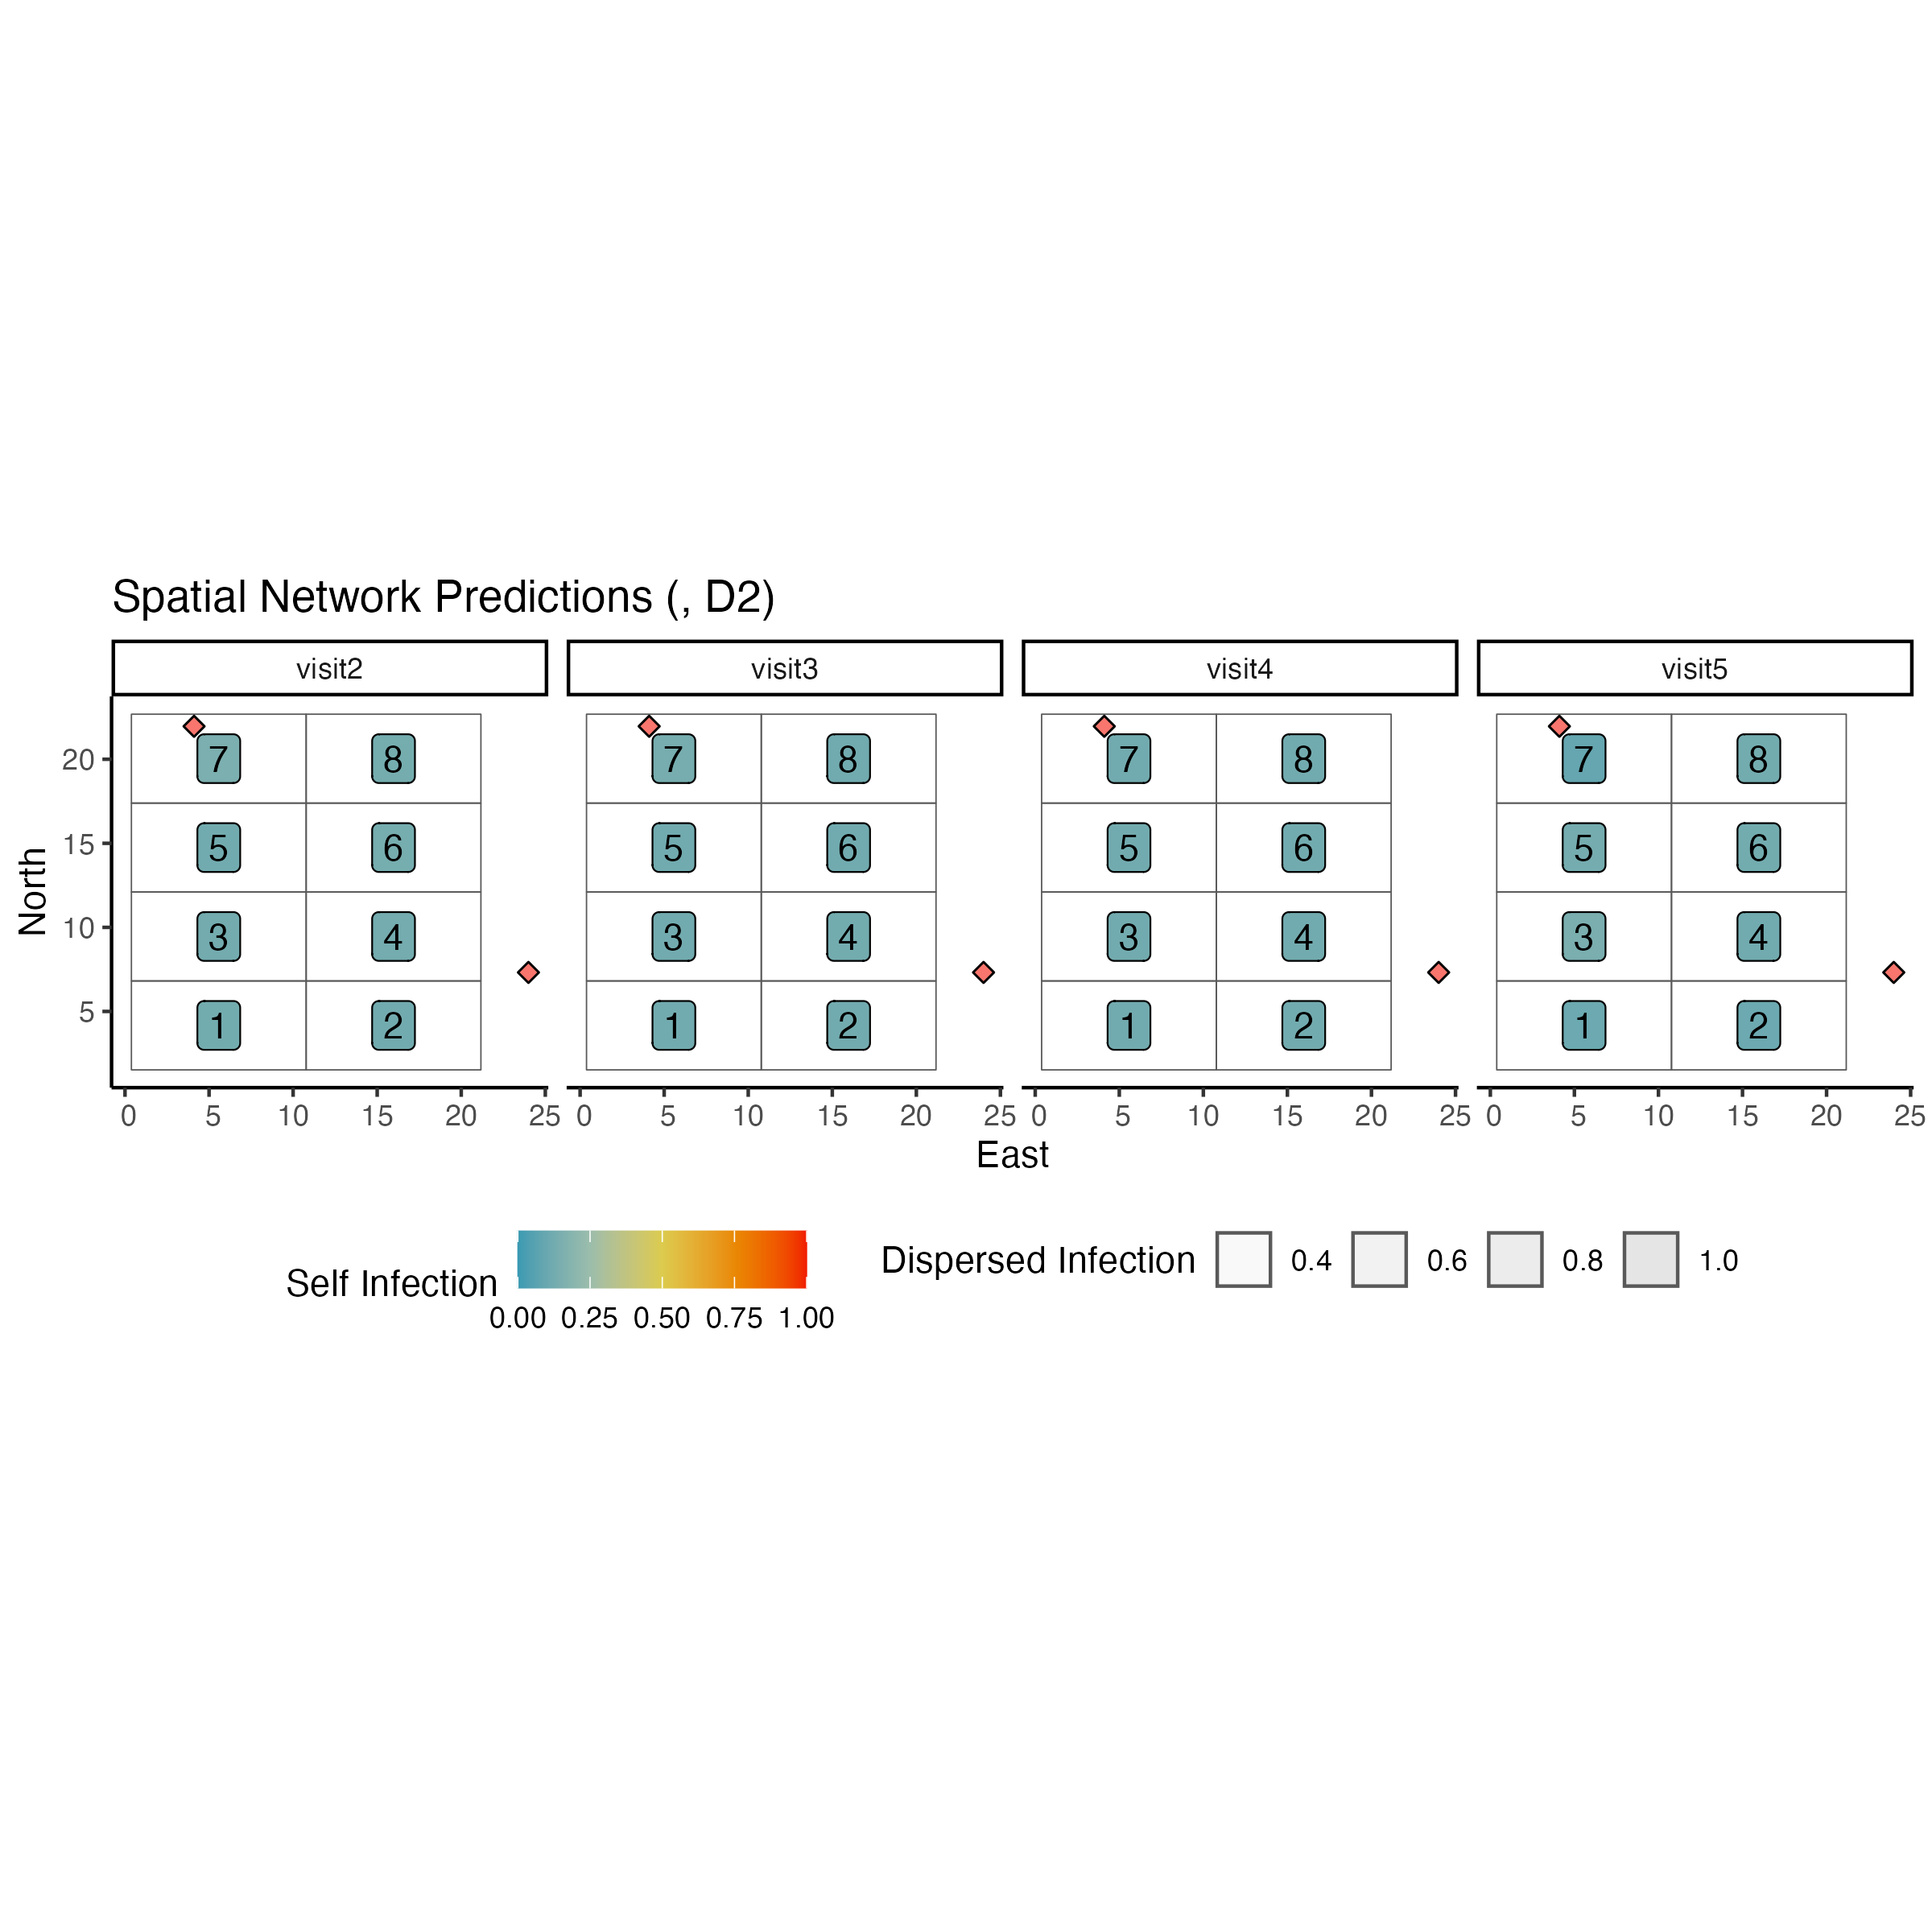 Spatial Network Predictions (, D2)
visit2 visit3 visit4 visit5
North
20
15
10
5
7 8 7 8 7 8 7 8
5 6 5 6 5 6 5 6
3 4 3 4 3 4 3 4
1 2 1 2 1 2 1 2
0 5 10 15 20 25 0 5 10 15 20 25 0 5 10 15 20 25 0 5 10 15 20 25
East
Self Infection
0.00 0.25 0.50 0.75 1.00
Dispersed Infection 0.4 0.6 0.8 1.0